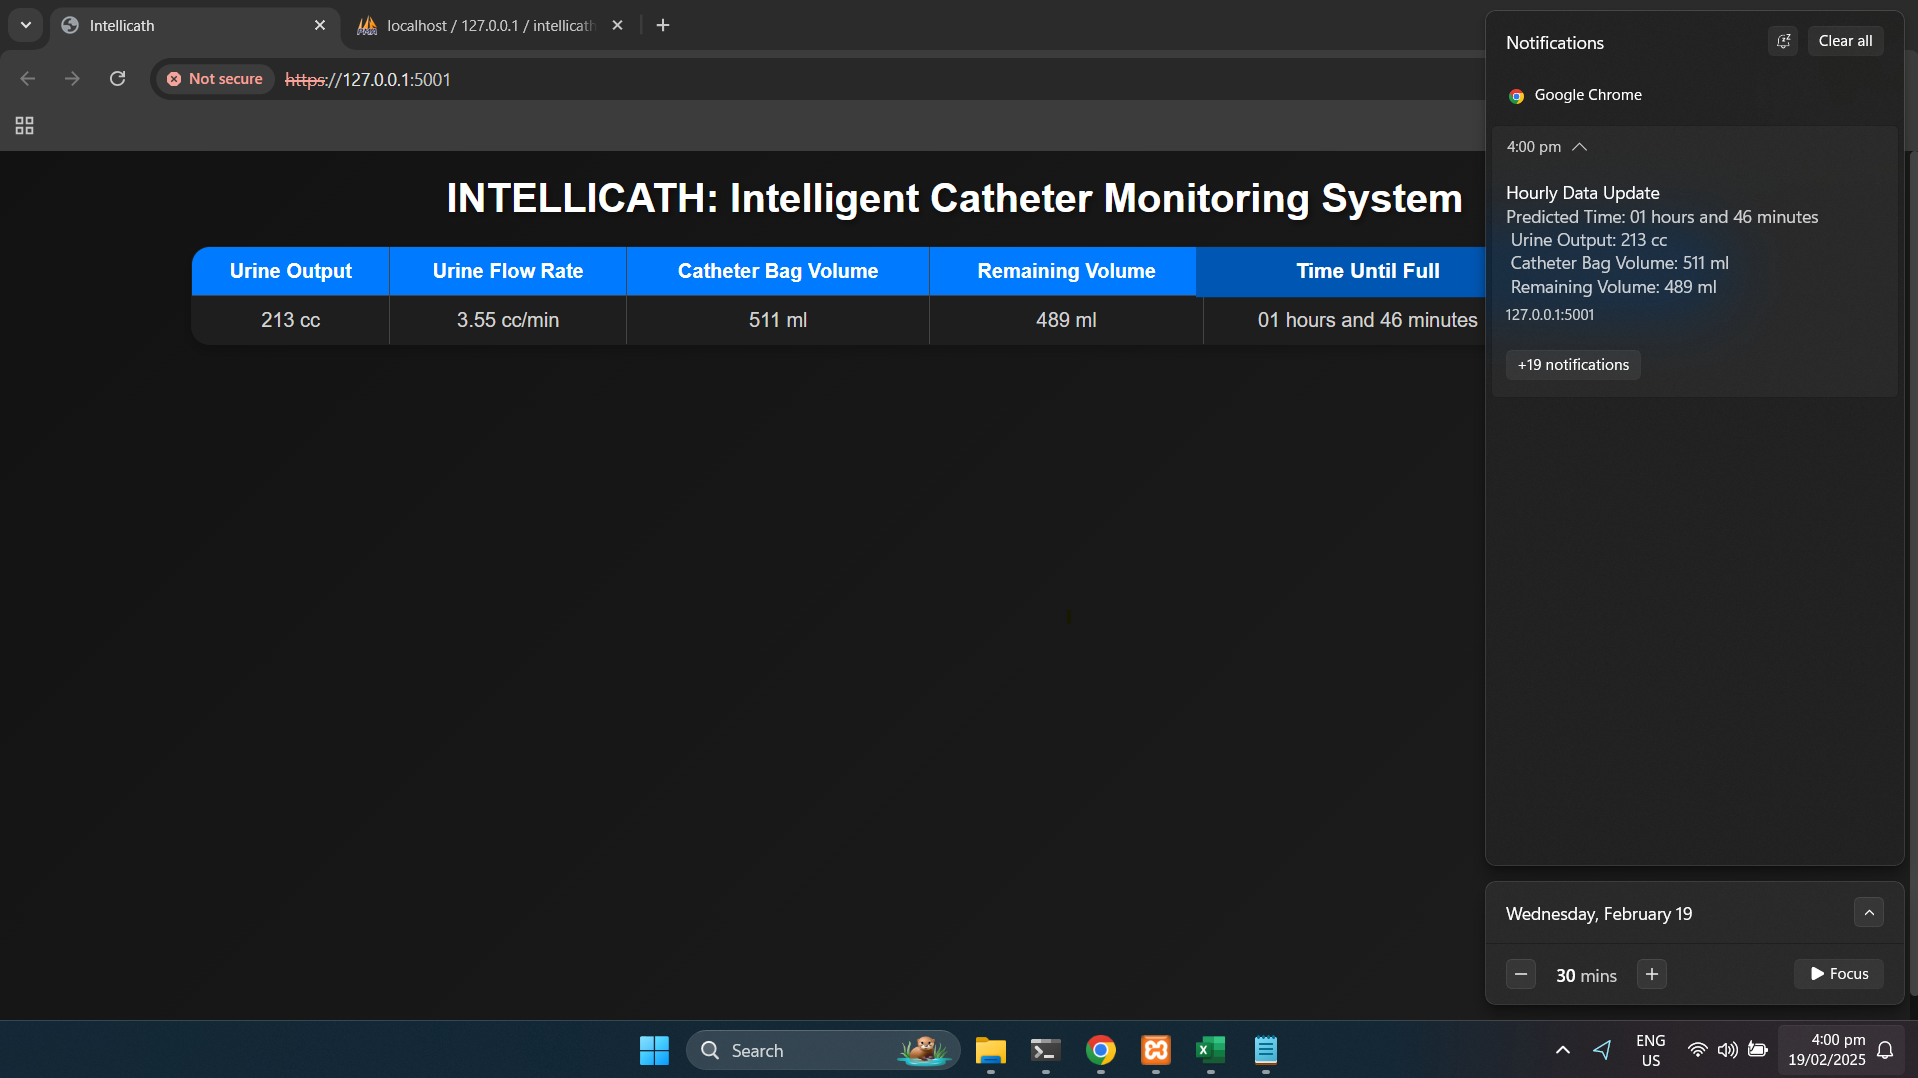 Intellicath
localhost / 127.0.0.1 / intellicath
Not secure
https://127.0.0.1:5001
INTELLICATH: Intelligent Catheter Monitoring System
Urine Output Urine Flow Rate Catheter Bag Volume Remaining Volume Time Until Full
213 cc 3.55 cc/min 511 ml 489 ml 01 hours and 46 minutes
Notifications
Clear all
Google Chrome
4:00 pm
Hourly Data Update
Predicted Time: 01 hours and 46 minutes
Urine Output: 213 cc
Catheter Bag Volume: 511 ml
Remaining Volume: 489 ml
127.0.0.1:5001
+19 notifications
Wednesday, February 19
30 mins
Focus
Search
ENG
US
4:00 pm
19/02/2025